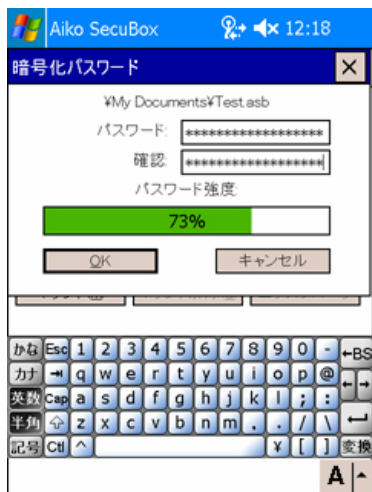 Aiko SecuBox 12:18
暗号化パスワード
¥My Documents¥Test.asb
パスワード: ******************
確認: ******************
パスワード強度:
73%
OK キャンセル
かな Esc 1 2 3 4 5 6 7 8 9 0 - ←BS
カナ q w e r t y u i o p @
英数 Cap a s d f g h j k l ; :
半角 z x c v b n m , . / \
記号 Ctl ^ ¥ [ ] 変換
A